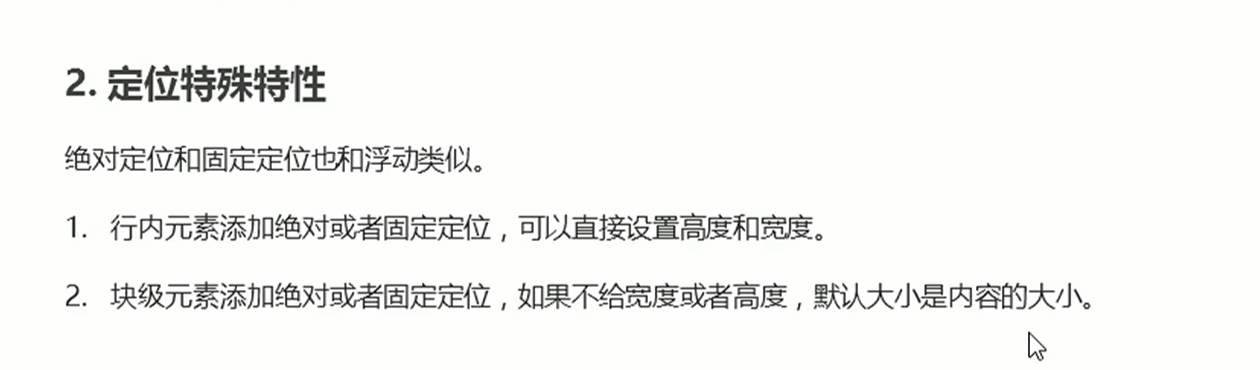 2. 定位特殊特性
绝对定位和固定定位也和浮动类似。
1. 行内元素添加绝对或者固定定位，可以直接设置高度和宽度。
2. 块级元素添加绝对或者固定定位，如果不给宽度或者高度，默认大小是内容的大小。